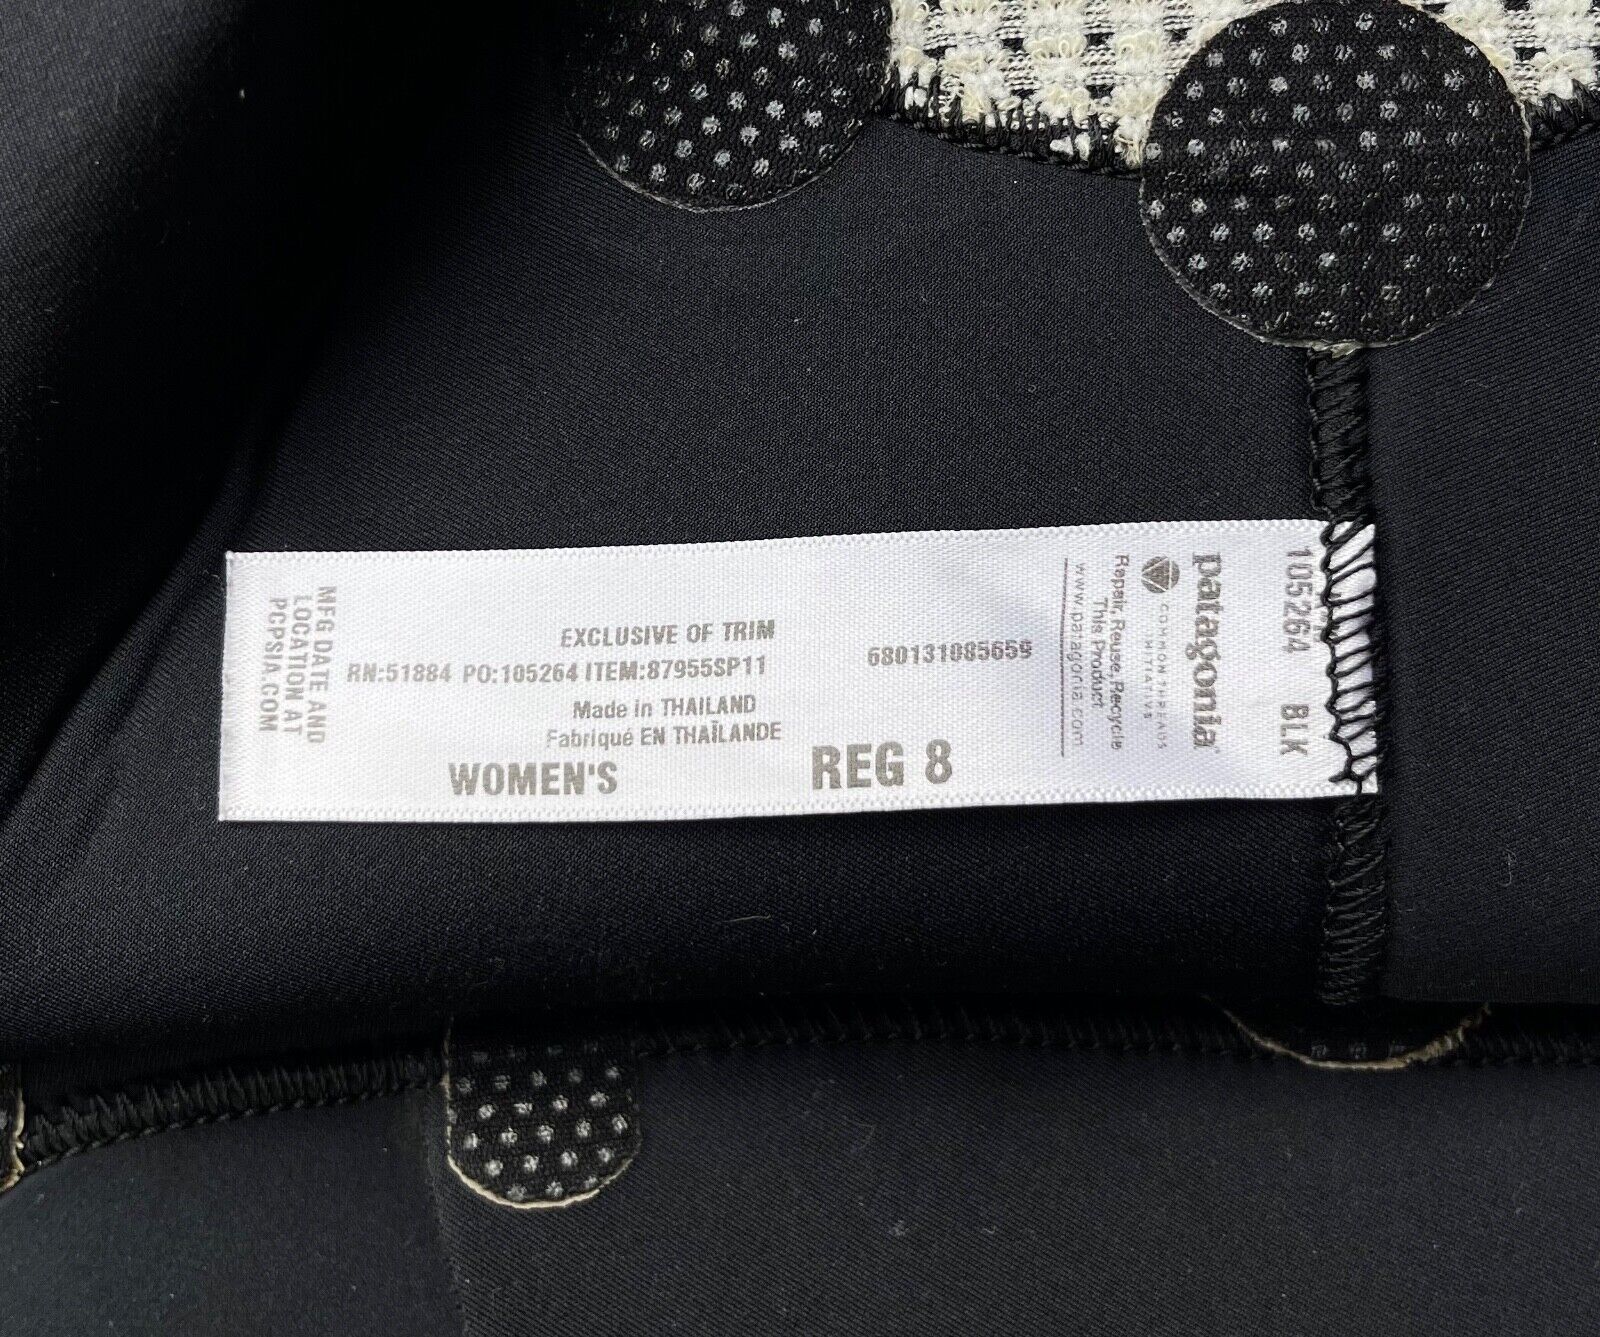 MFG DATE AND
LOCATION AT
PCPSIA.COM
EXCLUSIVE OF TRIM
RN:51884 PO:105264 ITEM:87955SP11
Made in THAILAND
Fabriqué EN THAÏLANDE
WOMEN'S
680131085659
REG 8
105264 BLK
patagonia®
COMMON THREADS
INITIATIVE
Repair, Reuse, Recycle
This Product
www.patagonia.com